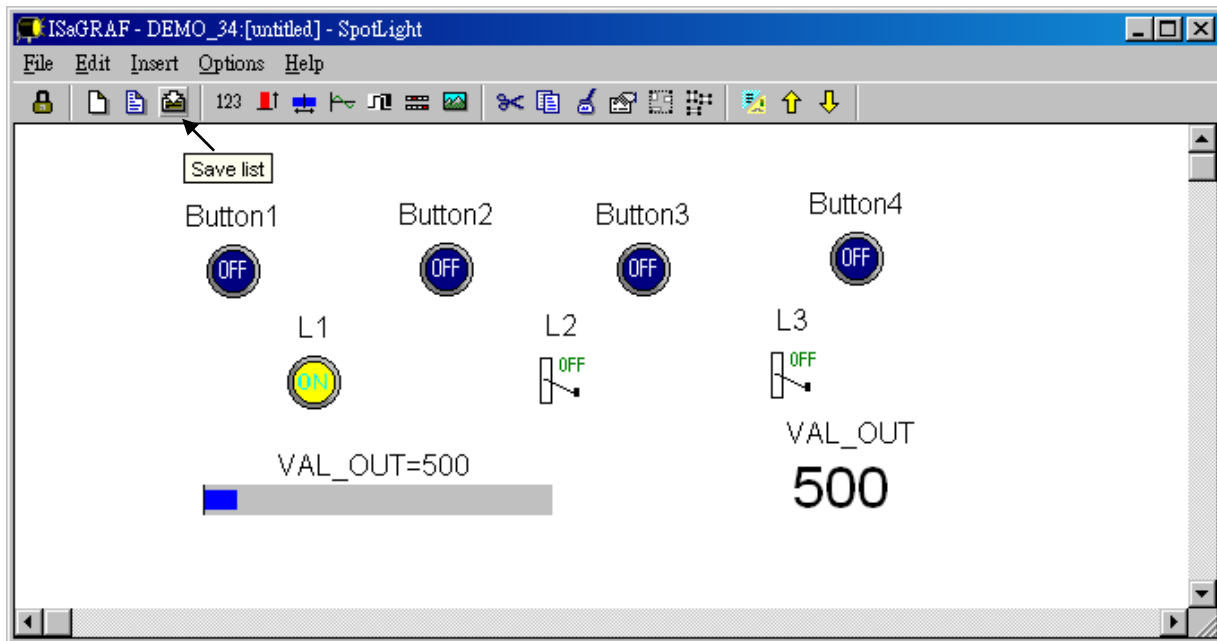 ISaGRAF - DEMO_34:[untitled] - SpotLight
File Edit Insert Options Help
123
Save list
Button1 Button2 Button3 Button4
OFF OFF OFF OFF
L1 L2 L3
ON OFF OFF
VAL_OUT
VAL_OUT=500
500